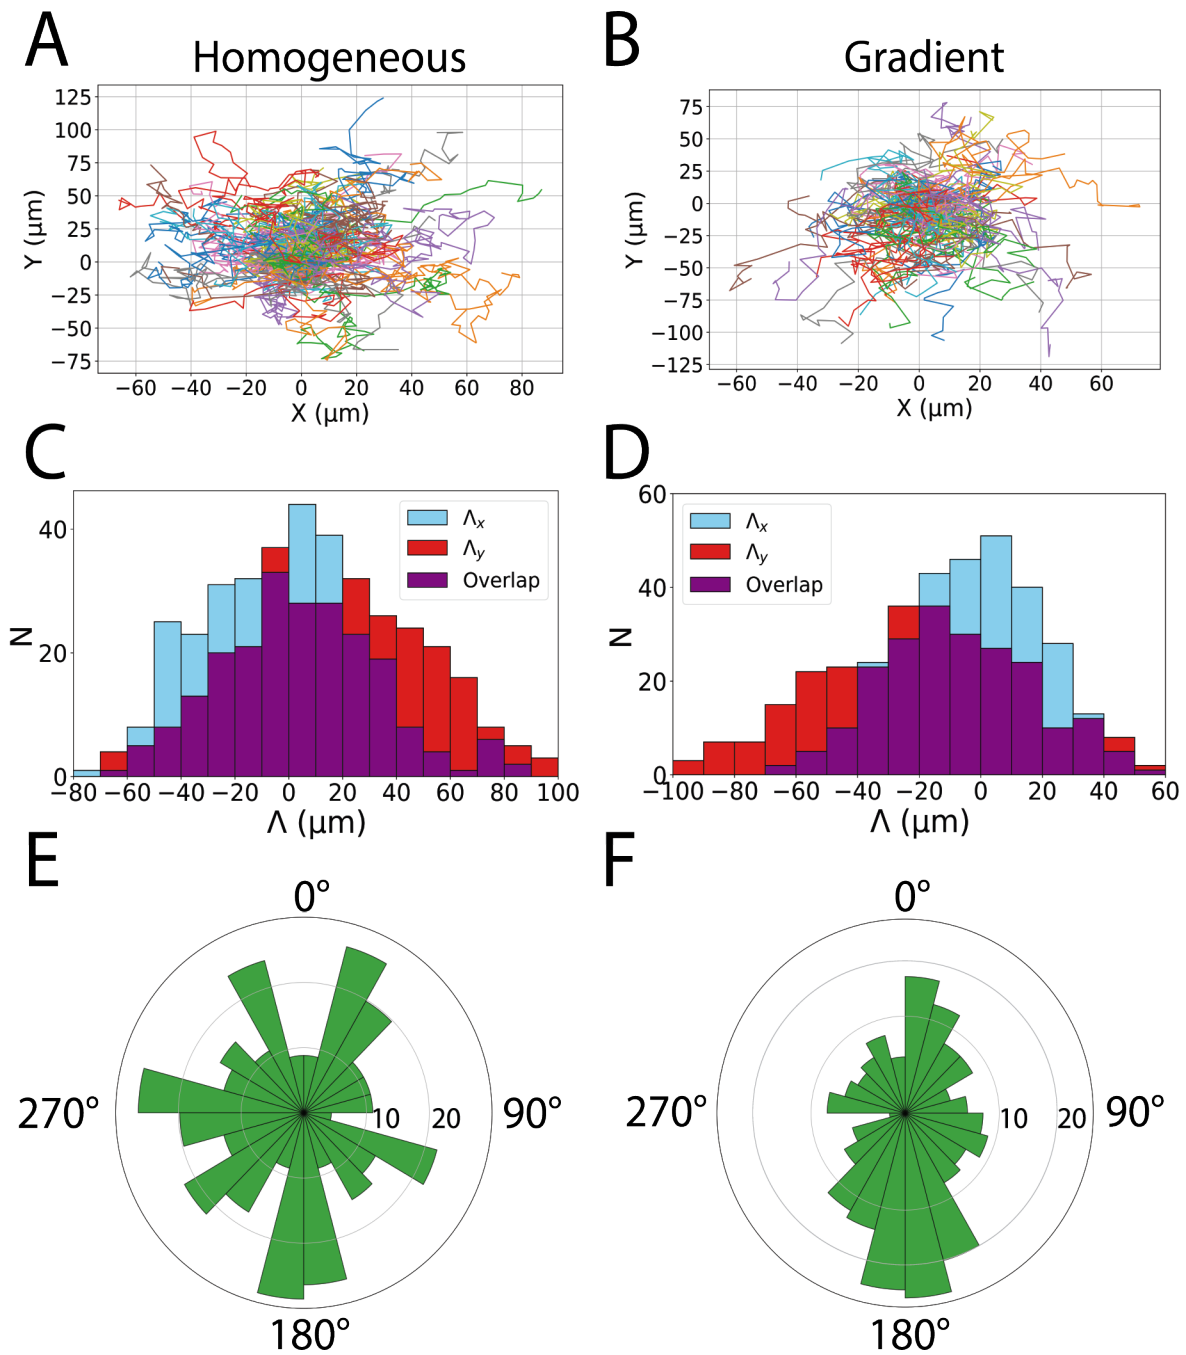 A
Homogeneous
B
Gradient
125
100
75
50
25
0
−25
−50
−75
Y (µm)
−60 −40 −20 0 20 40 60 80
X (µm)
75
50
25
0
−25
−50
−75
−100
−125
Y (µm)
−60 −40 −20 0 20 40 60
X (µm)
C
40
20
0
N
Λx
Λy
Overlap
−80 −60 −40 −20 0 20 40 60 80 100
Λ (µm)
D
60
40
20
0
N
Λx
Λy
Overlap
−100 −80 −60 −40 −20 0 20 40 60
Λ (µm)
E
0°
270°
10 20
90°
180°
F
0°
270°
10 20
90°
180°